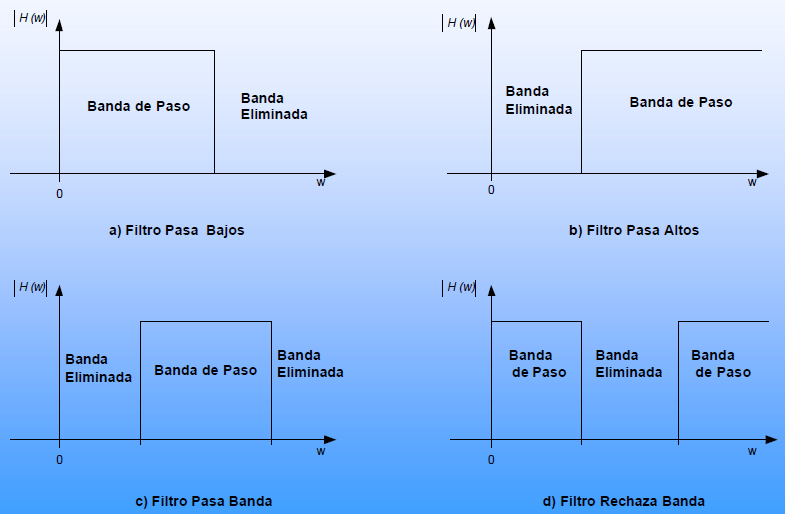 |H (w)|
Banda de Paso
Banda
Eliminada
0
w
a) Filtro Pasa Bajos
|H (w)|
Banda
Eliminada
Banda de Paso
0
w
b) Filtro Pasa Altos
|H (w)|
Banda
Eliminada
Banda de Paso
Banda
Eliminada
0
w
c) Filtro Pasa Banda
|H (w)|
Banda
de Paso
Banda
Eliminada
Banda
de Paso
0
w
d) Filtro Rechaza Banda